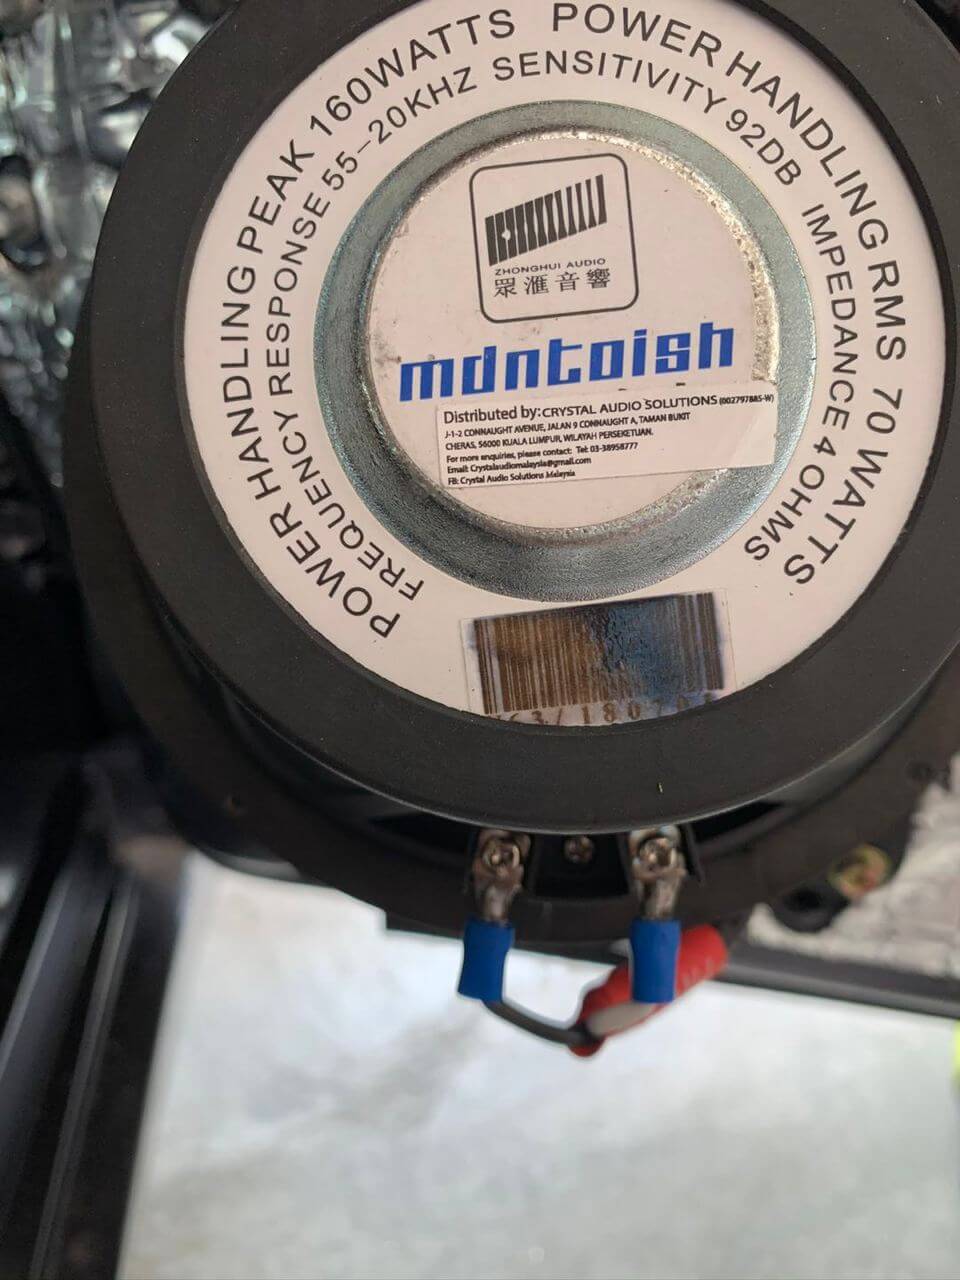 POWER HANDLING PEAK 160WATTS POWER HANDLING RMS 70 WATTS
FREQUENCY RESPONSE 55-20KHZ SENSITIVITY 92DB IMPEDANCE 4 OHMS
ZHONGHUI AUDIO
眾滙音響
mdntoish
Distributed by: CRYSTAL AUDIO SOLUTIONS (002797885-W)
J-1-2 CONNAUGHT AVENUE, JALAN 9 CONNAUGHT A, TAMAN BUKIT
CHERAS, 56000 KUALA LUMPUR, WILAYAH PERSEKETUAN.
For more enquiries, please contact: Tel: 03-38958777
Email: Crystalaudiomalaysia@gmail.com
FB: Crystal Audio Solutions Malaysia